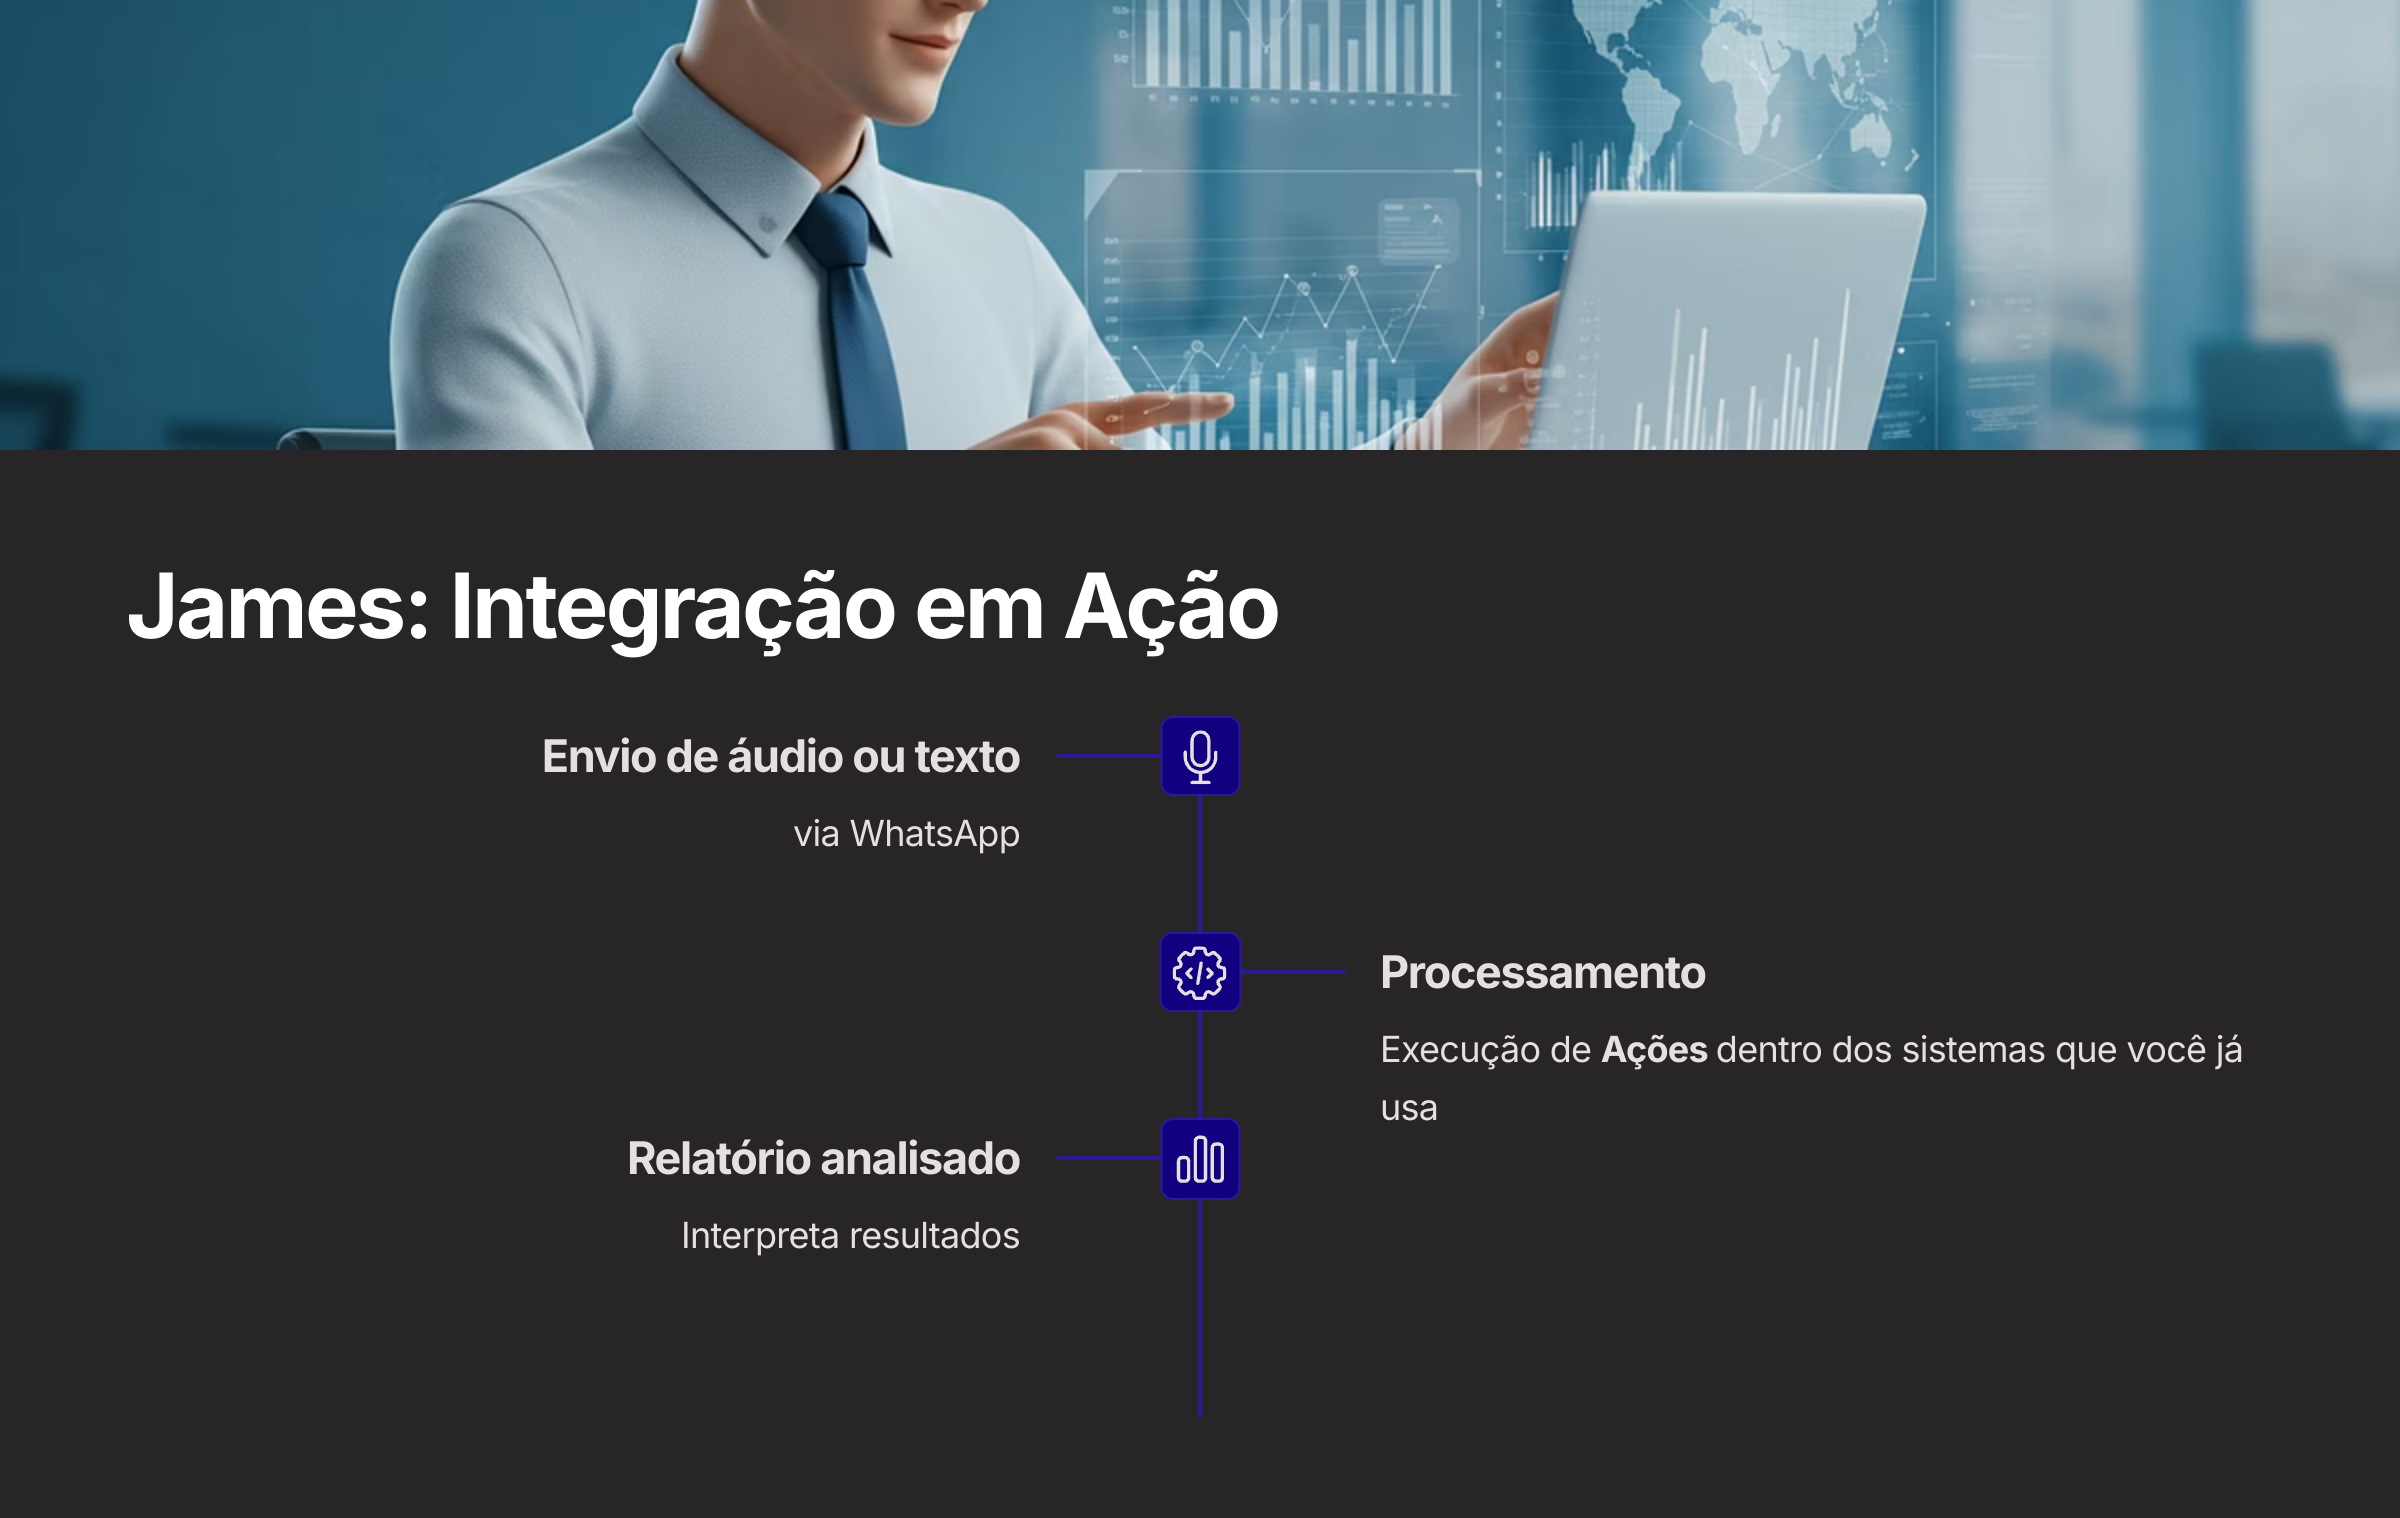 James: Integração em Ação
Envio de áudio ou texto
via WhatsApp
Processamento
Execução de Ações dentro dos sistemas que você já
usa
Relatório analisado
Interpreta resultados